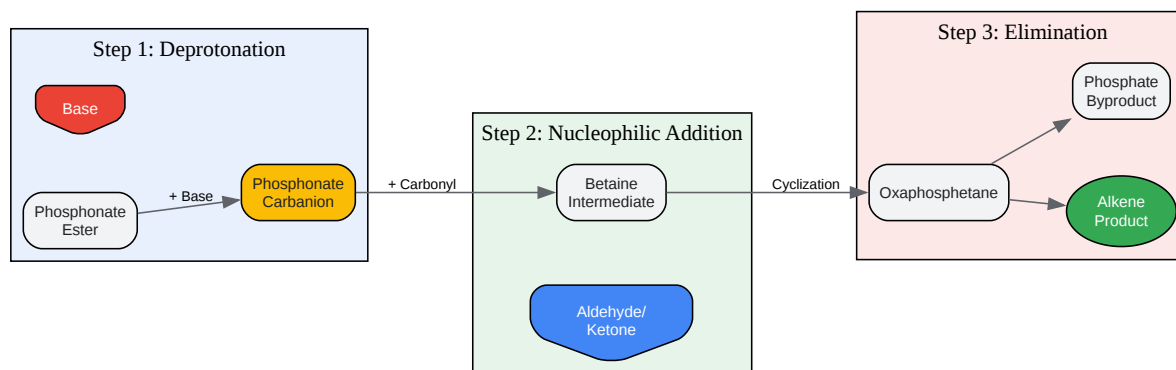 Step 1: Deprotonation
Base
Phosphonate
Ester
+ Base
Phosphonate
Carbanion
+ Carbonyl
Step 2: Nucleophilic Addition
Betaine
Intermediate
Aldehyde/
Ketone
Cyclization
Step 3: Elimination
Oxaphosphetane
Phosphate
Byproduct
Alkene
Product